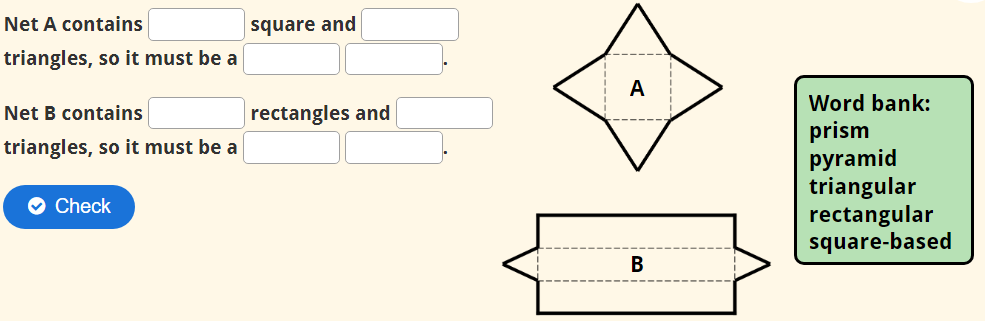 Net A contains square and
triangles, so it must be a .
Net B contains rectangles and
triangles, so it must be a .
Check
A
B
Word bank:
prism
pyramid
triangular
rectangular
square-based